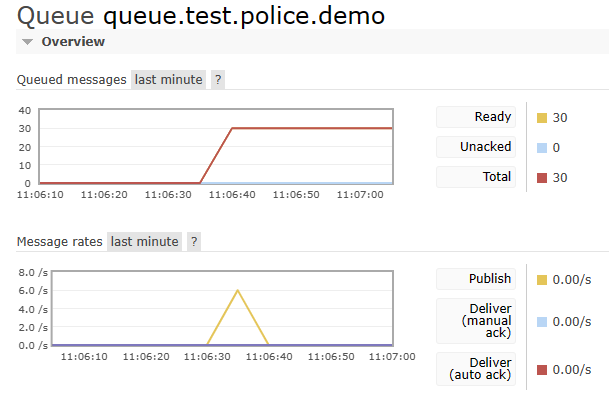 Queue queue.test.police.demo
Overview
Queued messages last minute ?
40
30
20
10
0
11:06:10 11:06:20 11:06:30 11:06:40 11:06:50 11:07:00
Ready 30
Unacked 0
Total 30
Message rates last minute ?
8.0 /s
6.0 /s
4.0 /s
2.0 /s
0.0 /s
11:06:10 11:06:20 11:06:30 11:06:40 11:06:50 11:07:00
Publish 0.00/s
Deliver
(manual 0.00/s
ack)
Deliver
(auto ack) 0.00/s